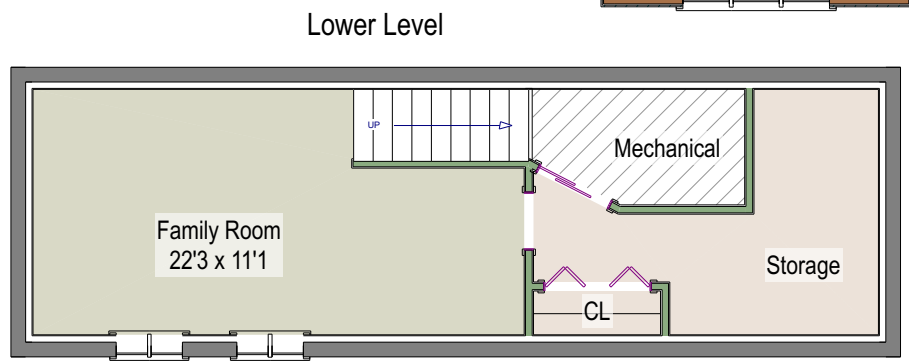 Lower Level
UP
Mechanical
Family Room
22'3 x 11'1
Storage
CL